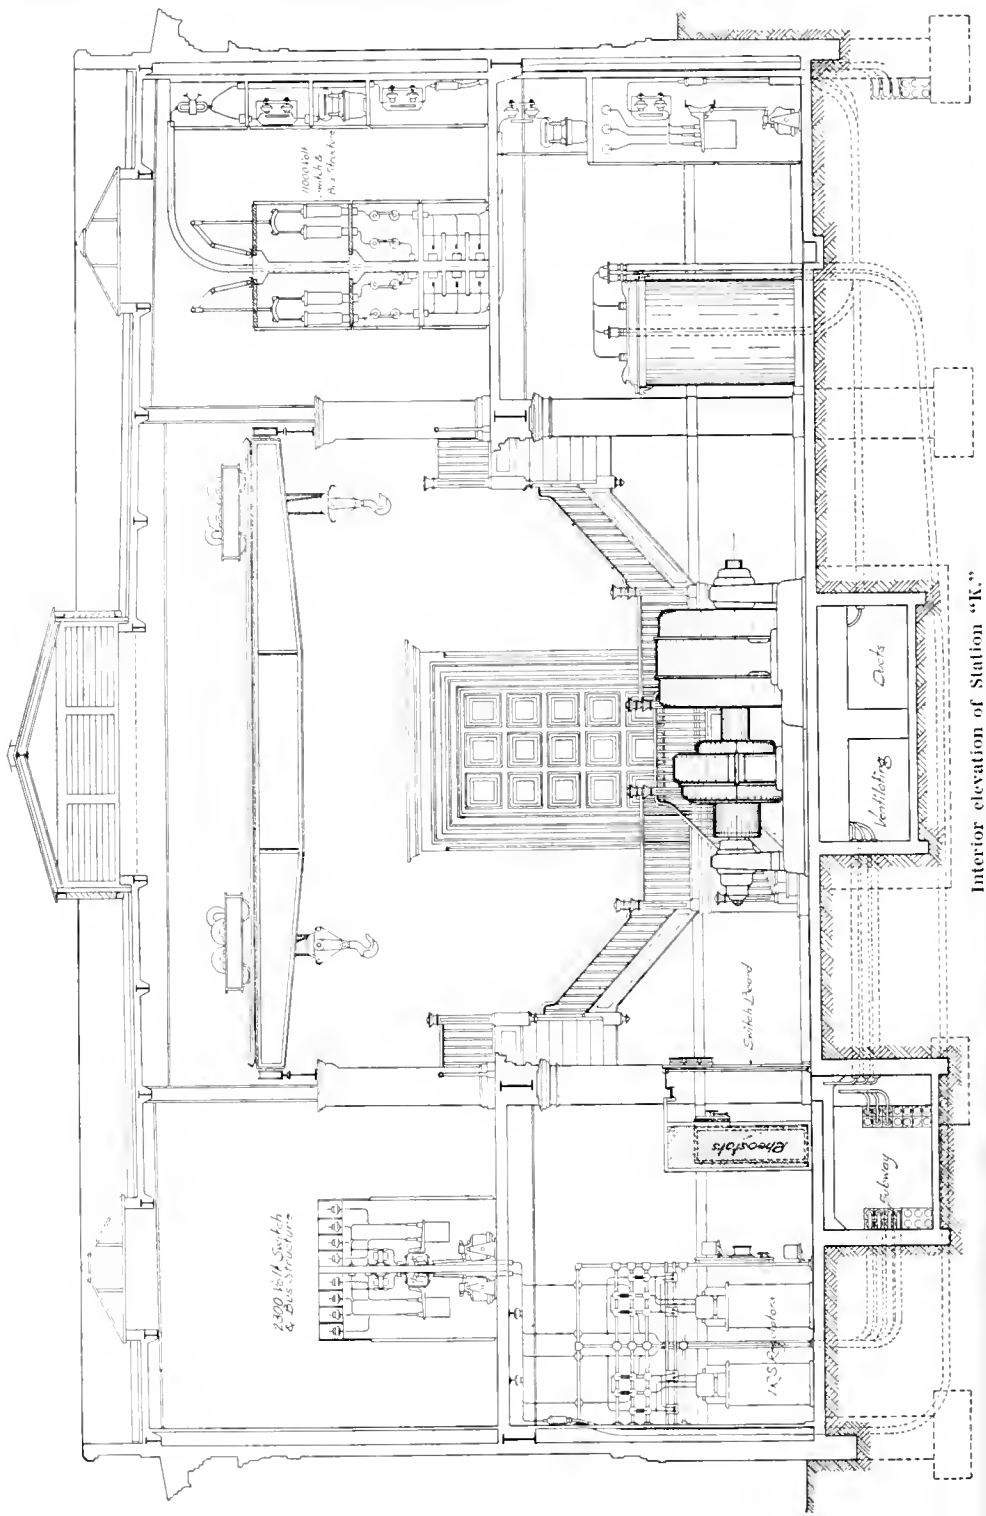 2300 Volt Switch
& Bus Structure
11000 Volt
Switch &
Bus Structure
Rheostats
Switch Board
I.R.S. Regulators
Subway
Ventilating
Ducts
Interior elevation of Station “K.”